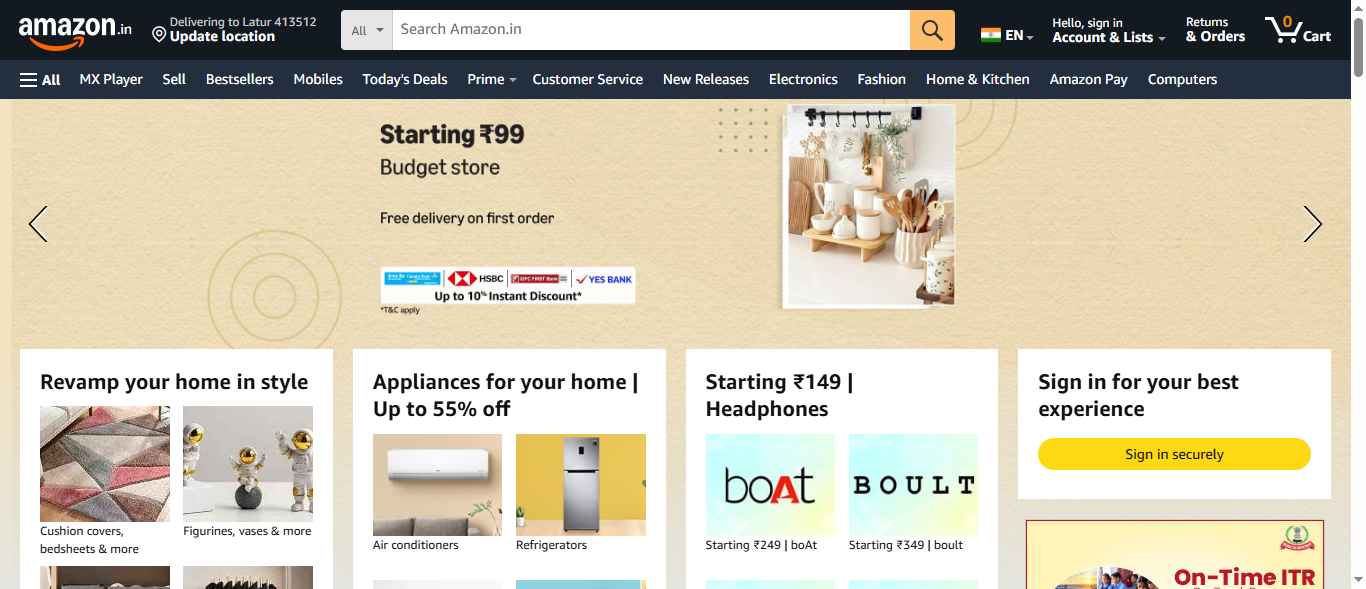 amazon.in
Delivering to Latur 413512
Update location
All
Search Amazon.in
EN
Hello, sign in
Account & Lists
Returns
& Orders
0
Cart
All
MX Player
Sell
Bestsellers
Mobiles
Today's Deals
Prime
Customer Service
New Releases
Electronics
Fashion
Home & Kitchen
Amazon Pay
Computers
Starting ₹99
Budget store
Free delivery on first order
HSBC
IDFC FIRST Bank
YES BANK
Up to 10% Instant Discount*
*T&C apply
Revamp your home in style
Cushion covers,
bedsheets & more
Figurines, vases & more
Appliances for your home |
Up to 55% off
Air conditioners
Refrigerators
Starting ₹149 |
Headphones
boAt
BOULT
Starting ₹249 | boAt
Starting ₹349 | boult
Sign in for your best
experience
Sign in securely
On-Time ITR